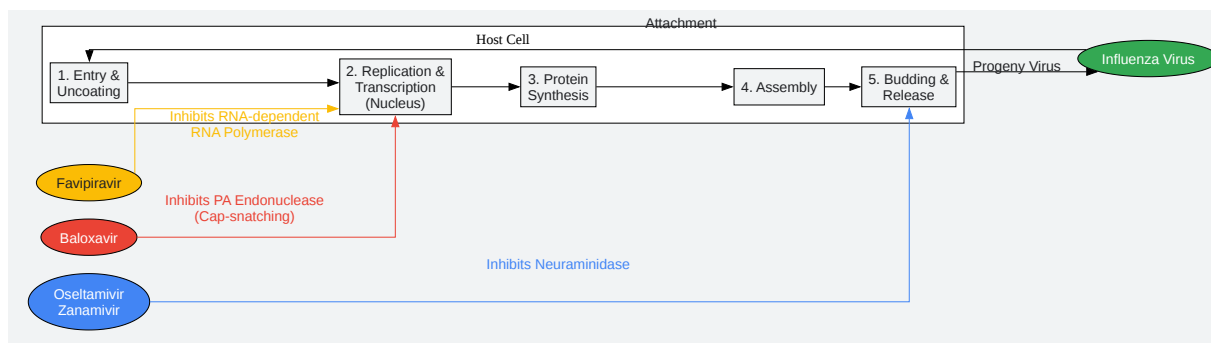 Attachment
Host Cell
1. Entry &
Uncoating
2. Replication &
Transcription
(Nucleus)
3. Protein
Synthesis
4. Assembly
5. Budding &
Release
Progeny Virus
Influenza Virus
Inhibits RNA-dependent
RNA Polymerase
Favipiravir
Inhibits PA Endonuclease
(Cap-snatching)
Baloxavir
Inhibits Neuraminidase
Oseltamivir
Zanamivir